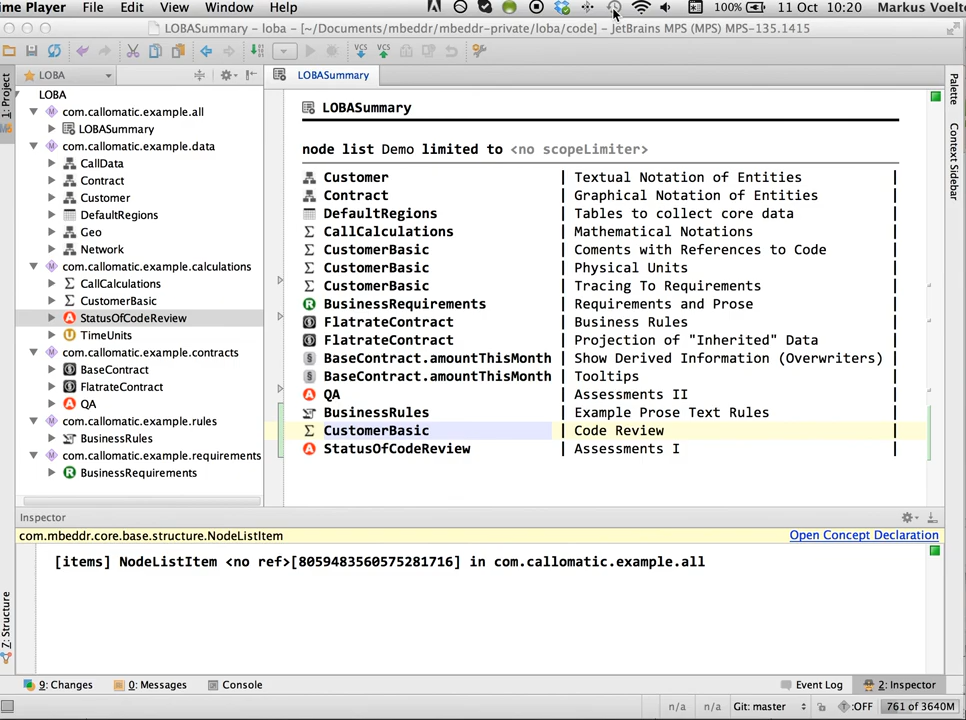 ime Player File Edit View Window Help 100% 11 Oct 10:20 Markus Voelte
LOBASummary – loba – [~/Documents/mbeddr/mbeddr-private/loba/code] – JetBrains MPS (MPS) MPS-135.1415
VCS VCS
1: Project
LOBA
LOBASummary
Palette
Context Sidebar
LOBA
com.callomatic.example.all
LOBASummary
com.callomatic.example.data
CallData
Contract
Customer
DefaultRegions
Geo
Network
com.callomatic.example.calculations
CallCalculations
CustomerBasic
StatusOfCodeReview
TimeUnits
com.callomatic.example.contracts
BaseContract
FlatrateContract
QA
com.callomatic.example.rules
BusinessRules
com.callomatic.example.requirements
BusinessRequirements
LOBASummary
node list Demo limited to <no scopeLimiter>
Customer | Textual Notation of Entities |
Contract | Graphical Notation of Entities |
DefaultRegions | Tables to collect core data |
Σ CallCalculations | Mathematical Notations |
Σ CustomerBasic | Coments with References to Code |
Σ CustomerBasic | Physical Units |
Σ CustomerBasic | Tracing To Requirements |
R BusinessRequirements | Requirements and Prose |
FlatrateContract | Business Rules |
FlatrateContract | Projection of "Inherited" Data |
§ BaseContract.amountThisMonth | Show Derived Information (Overwriters) |
§ BaseContract.amountThisMonth | Tooltips |
A QA | Assessments II |
BusinessRules | Example Prose Text Rules |
Σ CustomerBasic | Code Review |
A StatusOfCodeReview | Assessments I |
Inspector
com.mbeddr.core.base.structure.NodeListItem Open Concept Declaration
[items] NodeListItem <no ref>[8059483560575281716] in com.callomatic.example.all
Z: Structure
9: Changes 0: Messages Console Event Log 2: Inspector
n/a n/a Git: master T:OFF 761 of 3640M